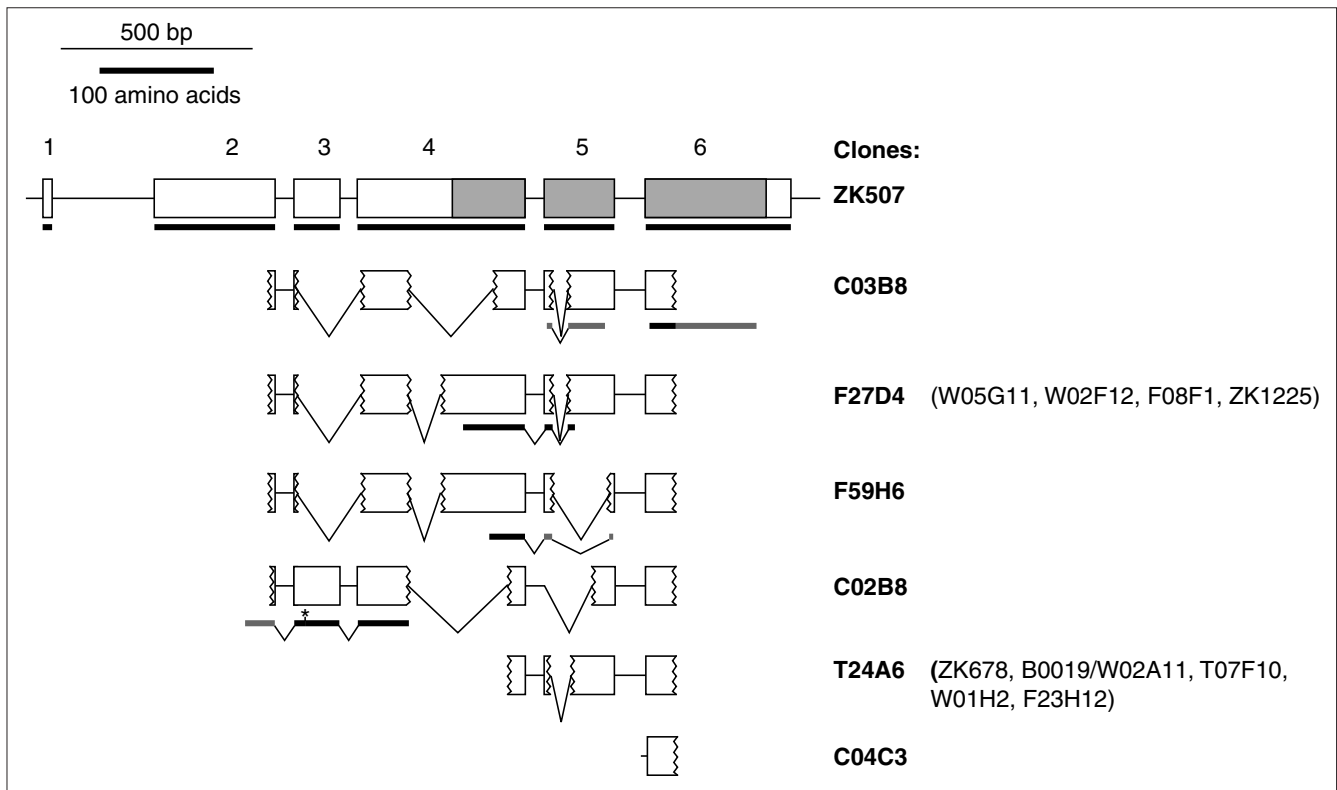 500 bp
100 amino acids
1 2 3 4 5 6
Clones:
ZK507
C03B8
F27D4 (W05G11, W02F12, F08F1, ZK1225)
F59H6
C02B8
*
T24A6 (ZK678, B0019/W02A11, T07F10,
W01H2, F23H12)
C04C3